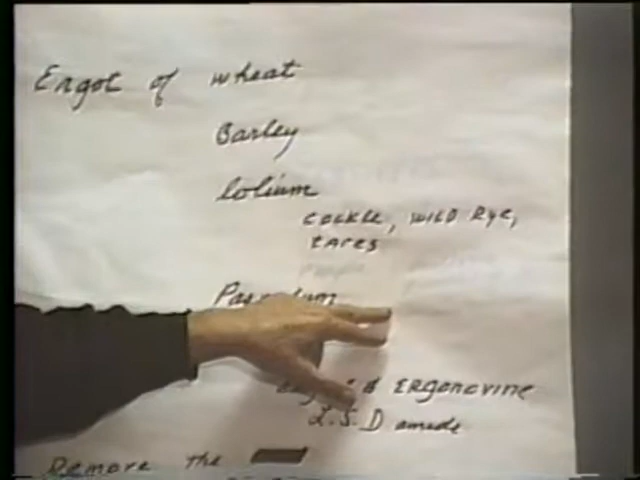 Ergot of wheat
Barley
lolium
cockle, wild Rye,
tares
Ergonovine
L.S.D amide
Remove the